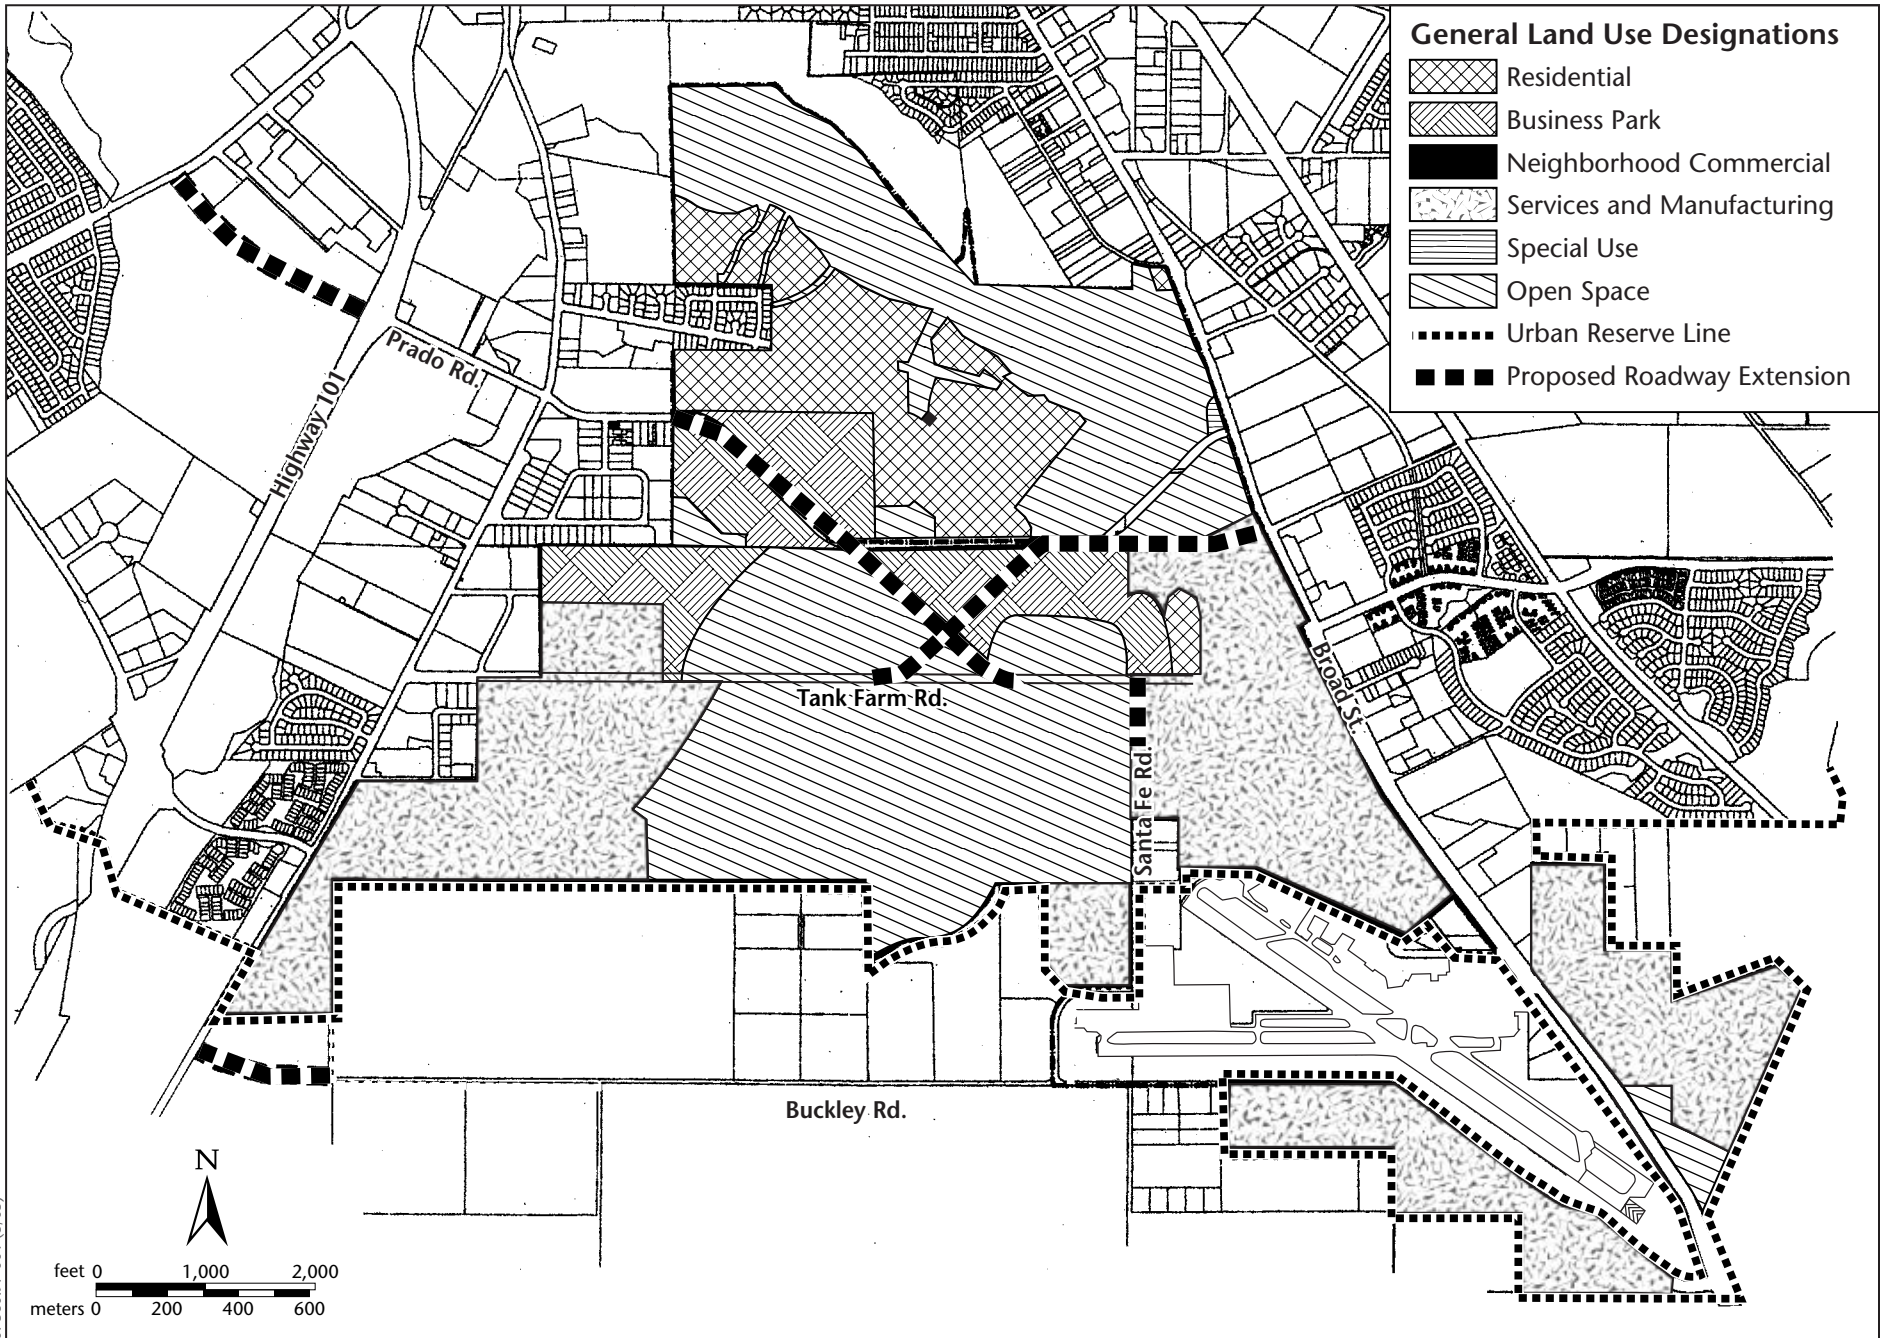 General Land Use Designations
Residential
Business Park
Neighborhood Commercial
Services and Manufacturing
Special Use
Open Space
Urban Reserve Line
Proposed Roadway Extension
Prado Rd.
Highway 101
Broad St.
Tank Farm Rd.
Santa Fe Rd.
Buckley Rd.
N
feet 0 1,000 2,000
meters 0 200 400 600